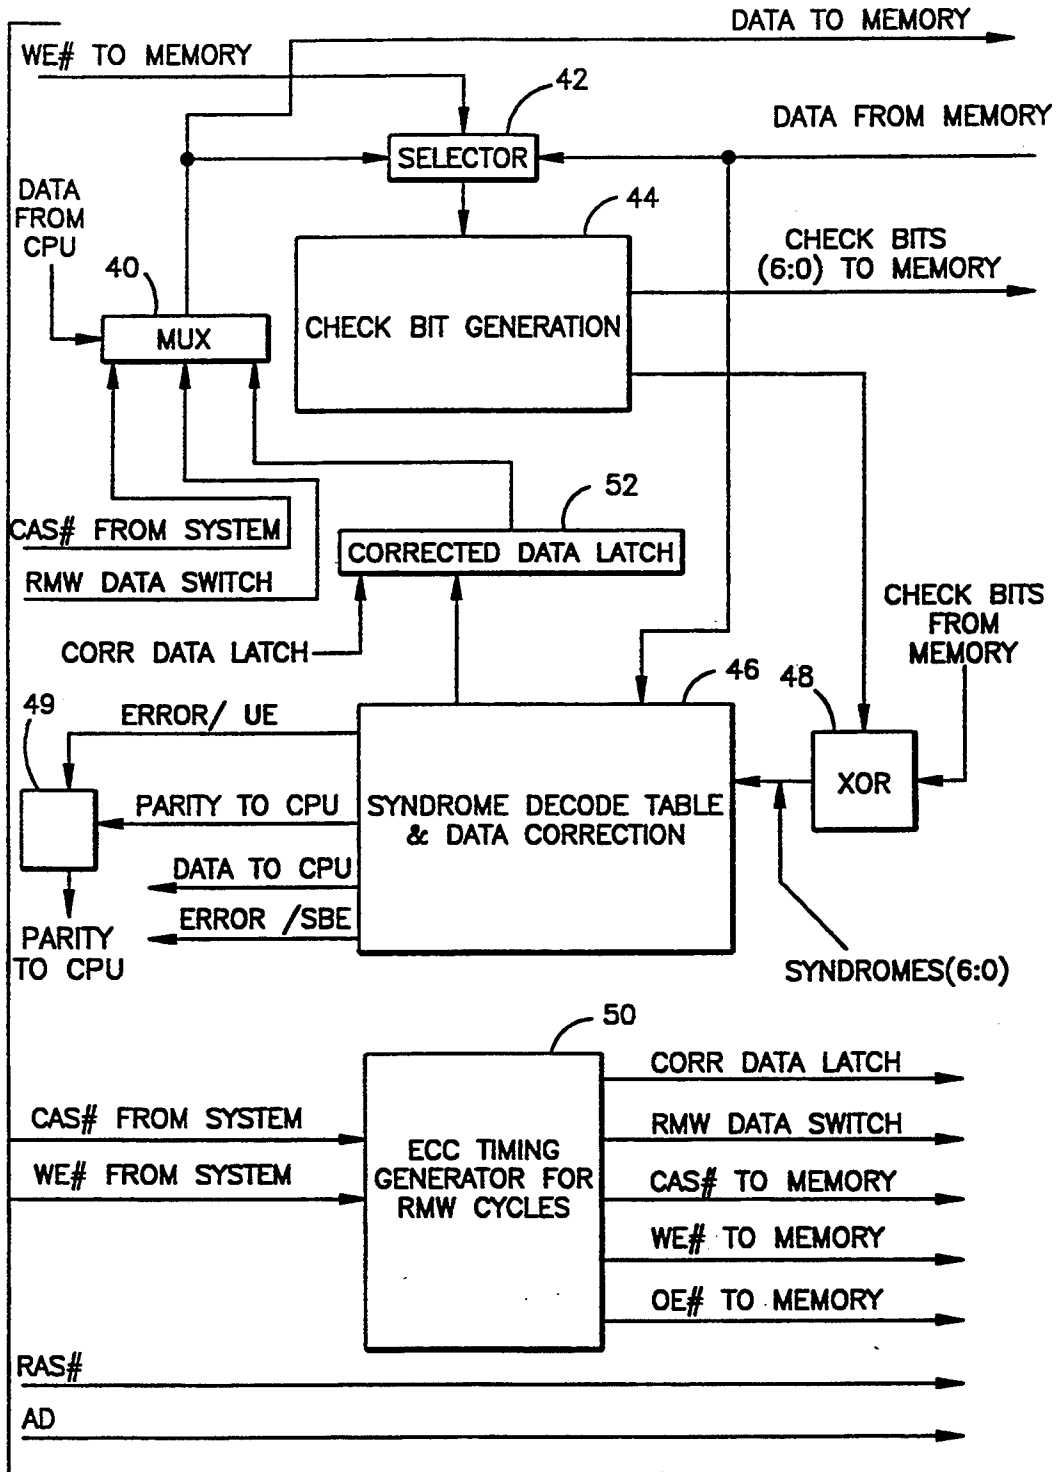 DATA TO MEMORY
WE# TO MEMORY
42
DATA FROM MEMORY
SELECTOR
DATA
FROM
CPU
44
CHECK BITS
(6:0) TO MEMORY
40
MUX
CHECK BIT GENERATION
52
CAS# FROM SYSTEM
CORRECTED DATA LATCH
RMW DATA SWITCH
CHECK BITS
FROM
MEMORY
CORR DATA LATCH
46
48
49
ERROR/ UE
XOR
PARITY TO CPU
SYNDROME DECODE TABLE
& DATA CORRECTION
DATA TO CPU
ERROR /SBE
PARITY
TO CPU
SYNDROMES(6:0)
50
CORR DATA LATCH
CAS# FROM SYSTEM
RMW DATA SWITCH
ECC TIMING
GENERATOR FOR
RMW CYCLES
WE# FROM SYSTEM
CAS# TO MEMORY
WE# TO MEMORY
OE# TO MEMORY
RAS#
AD